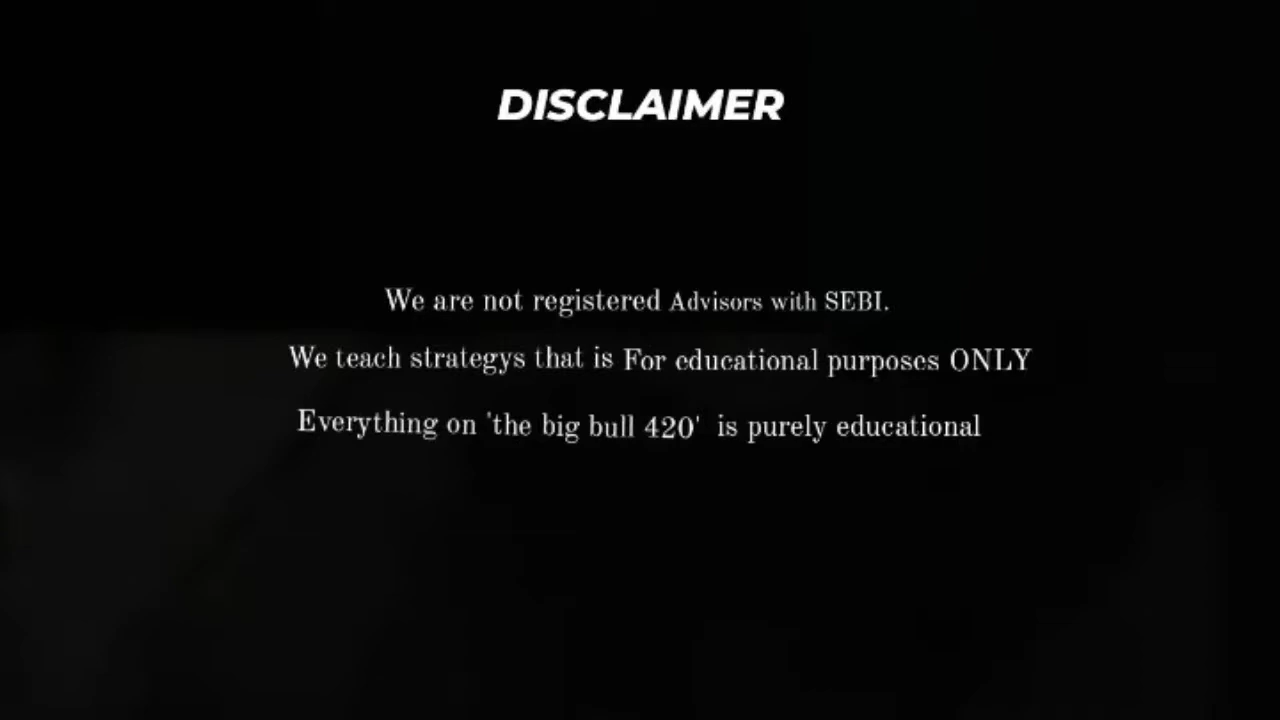 DISCLAIMER
We are not registered Advisors with SEBI.
We teach strategys that is For educational purposes ONLY
Everything on 'the big bull 420' is purely educational